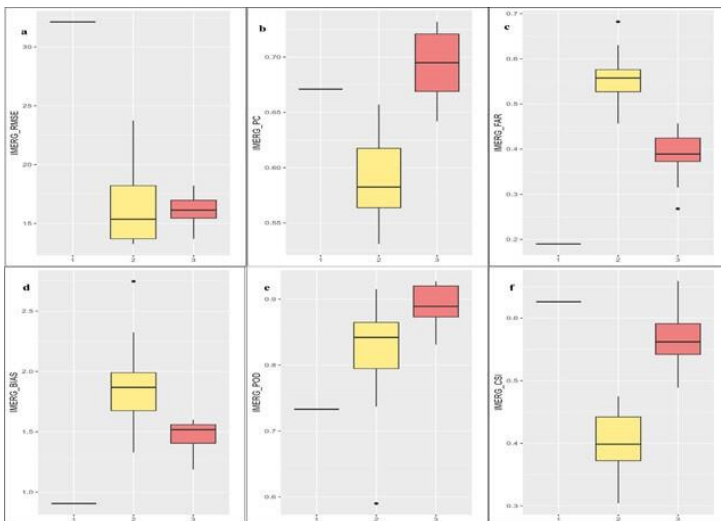 a
IMERG_RMSE
30
25
20
15
1 2 3
b
IMERG_PC
0.70
0.65
0.60
0.55
1 2 3
c
IMERG_FAR
0.7
0.6
0.5
0.4
0.3
0.2
1 2 3
d
IMERG_BIAS
2.5
2.0
1.5
1.0
1 2 3
e
IMERG_POD
0.9
0.8
0.7
0.6
1 2 3
f
IMERG_CSI
0.6
0.5
0.4
0.3
1 2 3